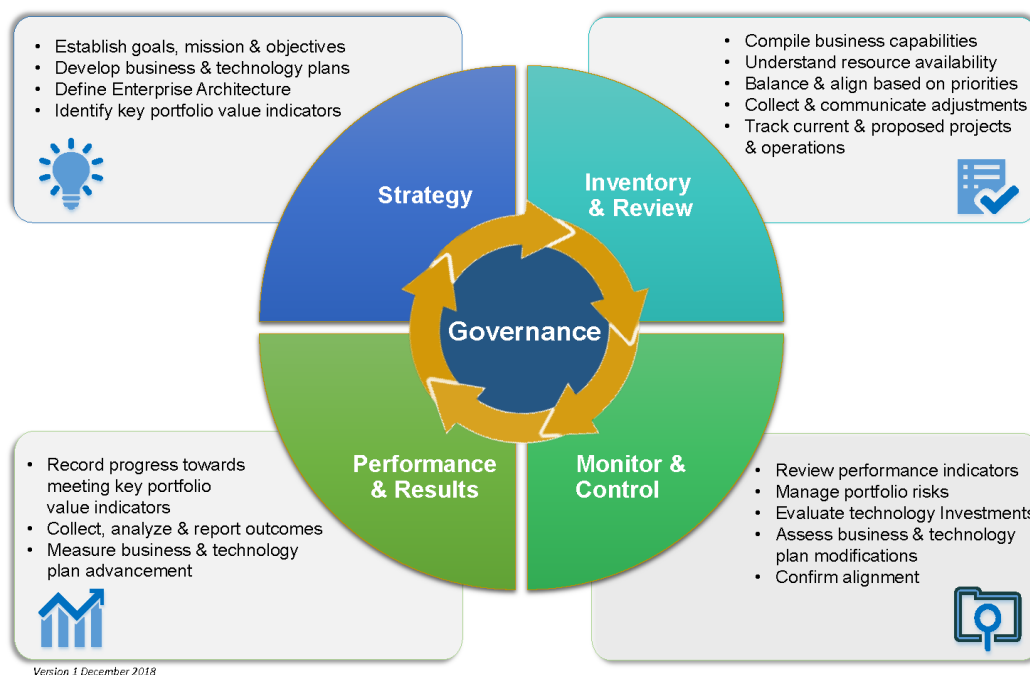 • Establish goals, mission & objectives
• Develop business & technology plans
• Define Enterprise Architecture
• Identify key portfolio value indicators
• Compile business capabilities
• Understand resource availability
• Balance & align based on priorities
• Collect & communicate adjustments
• Track current & proposed projects
& operations
Strategy
Inventory
& Review
Governance
Performance
& Results
Monitor &
Control
• Record progress towards
meeting key portfolio
value indicators
• Collect, analyze & report outcomes
• Measure business & technology
plan advancement
• Review performance indicators
• Manage portfolio risks
• Evaluate technology Investments
• Assess business & technology
plan modifications
• Confirm alignment
Version 1 December 2018